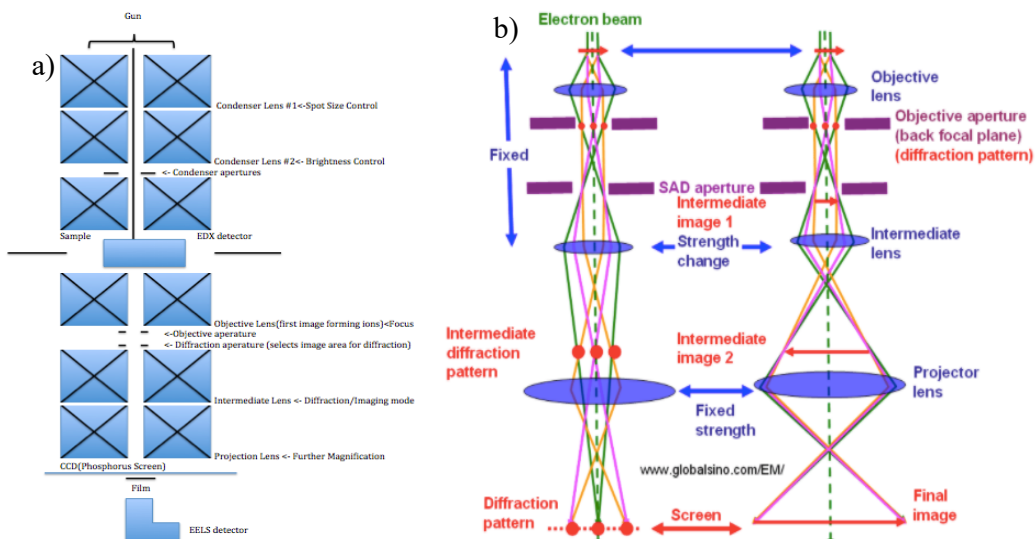 Gun
a)
Condenser Lens #1<-Spot Size Control
Condenser Lens #2<- Brightness Control
<- Condenser apertures
Sample
EDX detector
Objective Lens(first image forming ions)<Focus
<-Objective aperature
<- Diffraction aperature (selects image area for diffraction)
Intermediate Lens <- Diffraction/Imaging mode
Projection Lens <- Further Magnification
CCD(Phosphorus Screen)
Film
EELS detector
b)
Electron beam
Objective
lens
Objective aperture
(back focal plane)
(diffraction pattern)
Fixed
SAD aperture
Intermediate
image 1
Strength
change
Intermediate
lens
Intermediate
diffraction
pattern
Intermediate
image 2
Projector
lens
Fixed
strength
www.globalsino.com/EM/
Diffraction
pattern
Screen
Final
image